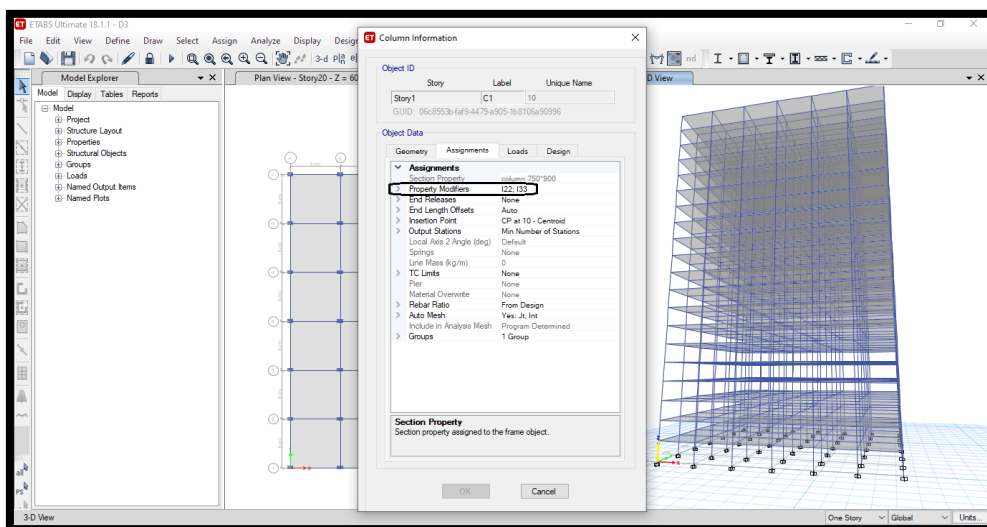 ETABS Ultimate 18.1.1 - D3
File Edit View Define Draw Select Assign Analyze Display Design
3-d
nd
Model Explorer
Model Display Tables Reports
Model
Project
Structure Layout
Properties
Structural Objects
Groups
Loads
Named Output Items
Named Plots
Plan View - Story20 - Z = 60
D View
Column Information
Object ID
Story Label Unique Name
Story1 C1 10
GUID: 06c8553b-faf9-4479-a905-1b8106a90996
Object Data
Geometry Assignments Loads Design
Assignments
Section Property column 750*900
Property Modifiers I22; I33
End Releases None
End Length Offsets Auto
Insertion Point CP at 10 - Centroid
Output Stations Min Number of Stations
Local Axis 2 Angle (deg) Default
Springs None
Line Mass (kg/m) 0
TC Limits None
Pier None
Material Overwrite None
Rebar Ratio From Design
Auto Mesh Yes: Jt, Int
Include in Analysis Mesh Program Determined
Groups 1 Group
Section Property
Section property assigned to the frame object.
OK Cancel
3-D View
One Story Global Units...